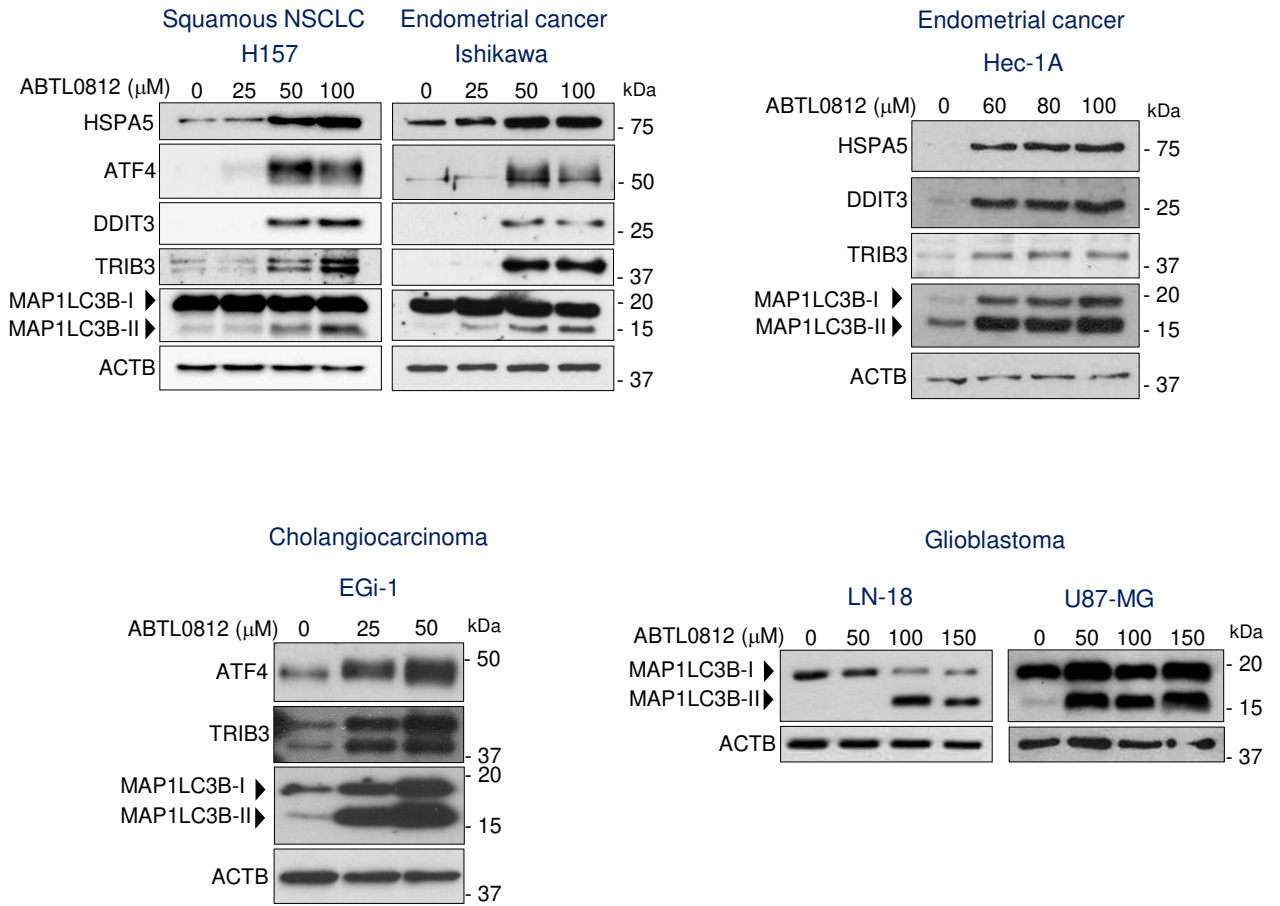 Squamous NSCLC
H157
Endometrial cancer
Ishikawa
ABTL0812 (μM) 0 25 50 100 0 25 50 100 kDa
HSPA5 - 75
ATF4 - 50
DDIT3 - 25
TRIB3 - 37
MAP1LC3B-I - 20
MAP1LC3B-II - 15
ACTB - 37
Endometrial cancer
Hec-1A
ABTL0812 (μM) 0 60 80 100 kDa
HSPA5 - 75
DDIT3 - 25
TRIB3 - 37
MAP1LC3B-I - 20
MAP1LC3B-II - 15
ACTB - 37
Cholangiocarcinoma
EGi-1
ABTL0812 (μM) 0 25 50 kDa
ATF4 - 50
TRIB3 - 37
MAP1LC3B-I - 20
MAP1LC3B-II - 15
ACTB - 37
Glioblastoma
LN-18 U87-MG
ABTL0812 (μM) 0 50 100 150 0 50 100 150 kDa
MAP1LC3B-I - 20
MAP1LC3B-II - 15
ACTB - 37